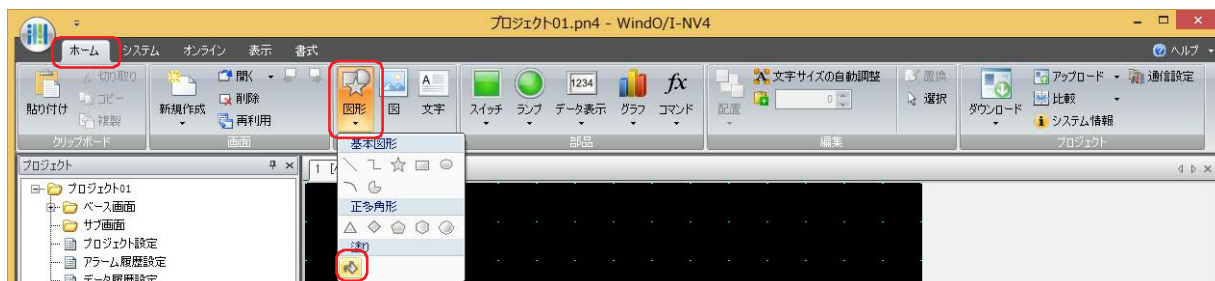 プロジェクト01.pn4 - WindO/I-NV4
ホーム システム オンライン 表示 書式 ヘルプ
貼り付け 切り取り コピー 複製
クリップボード
新規作成 開く 削除 再利用
画面
図形 図 文字
スイッチ ランプ 1234 データ表示 グラフ fx コマンド
部品
配置 文字サイズの自動調整 0 置換 選択
編集
ダウンロード アップロード 比較 システム情報 通信設定
プロジェクト
基本図形
正多角形
塗り
プロジェクト
プロジェクト01
ベース画面
サブ画面
プロジェクト設定
アラーム履歴設定
データ履歴設定
1